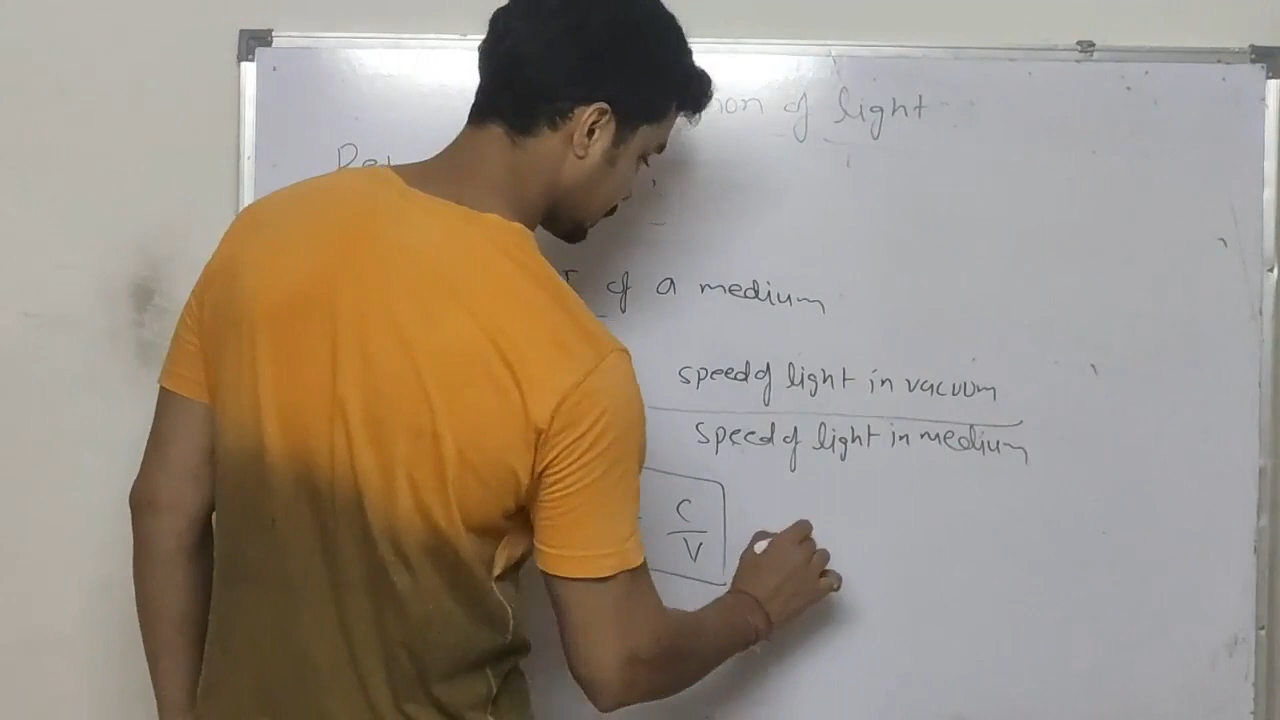 of light
of a medium
speed of light in vacuum
speed of light in medium
C
V